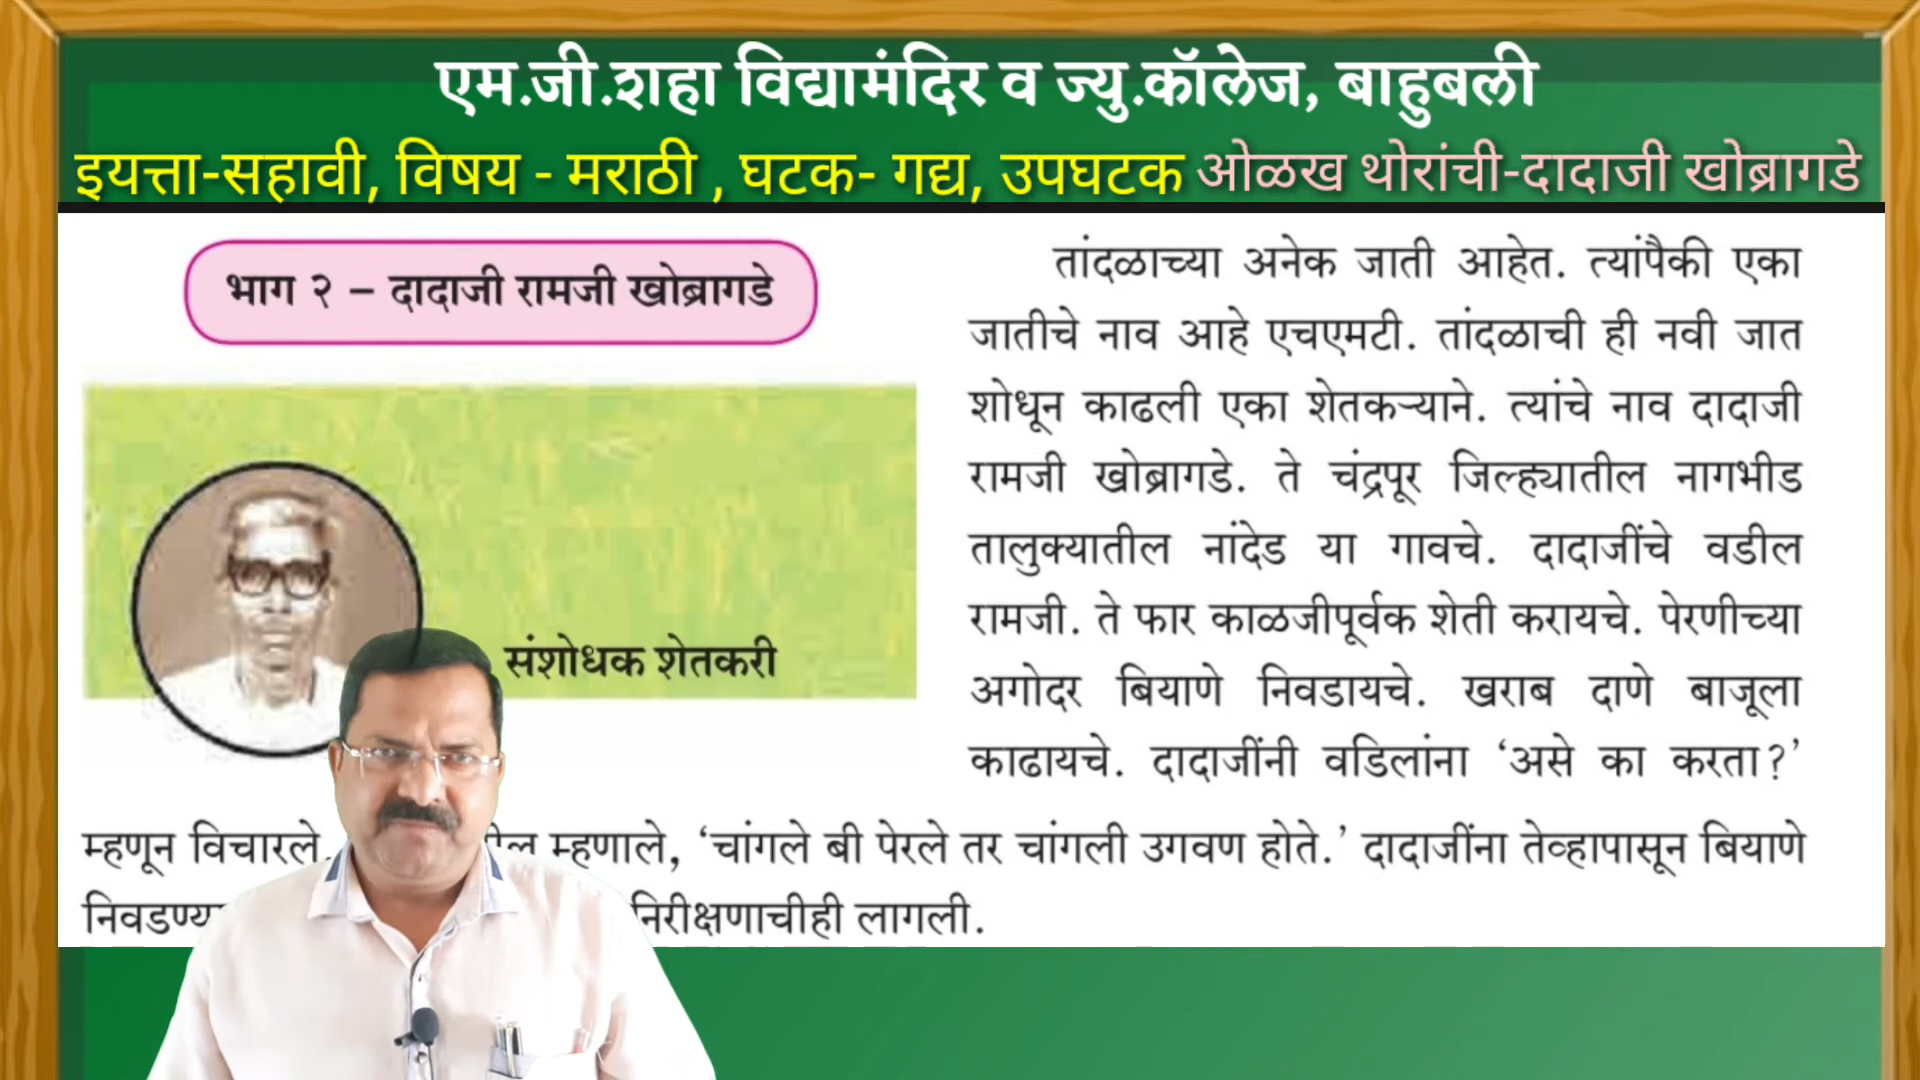 एम.जी.शहा विद्यामंदिर व ज्यु.कॉलेज, बाहुबली
इयत्ता-सहावी, विषय - मराठी , घटक- गद्य, उपघटक ओळख थोरांची-दादाजी खोब्रागडे
भाग २ – दादाजी रामजी खोब्रागडे
संशोधक शेतकरी
तांदळाच्या अनेक जाती आहेत. त्यांपैकी एका
जातीचे नाव आहे एचएमटी. तांदळाची ही नवी जात
शोधून काढली एका शेतकऱ्याने. त्यांचे नाव दादाजी
रामजी खोब्रागडे. ते चंद्रपूर जिल्ह्यातील नागभीड
तालुक्यातील नांदेड या गावचे. दादाजींचे वडील
रामजी. ते फार काळजीपूर्वक शेती करायचे. पेरणीच्या
अगोदर बियाणे निवडायचे. खराब दाणे बाजूला
काढायचे. दादाजींनी वडिलांना ‘असे का करता?’
म्हणून विचारले. म्हणाले, ‘चांगले बी पेरले तर चांगली उगवण होते.’ दादाजींना तेव्हापासून बियाणे
निरीक्षणाचीही लागली.